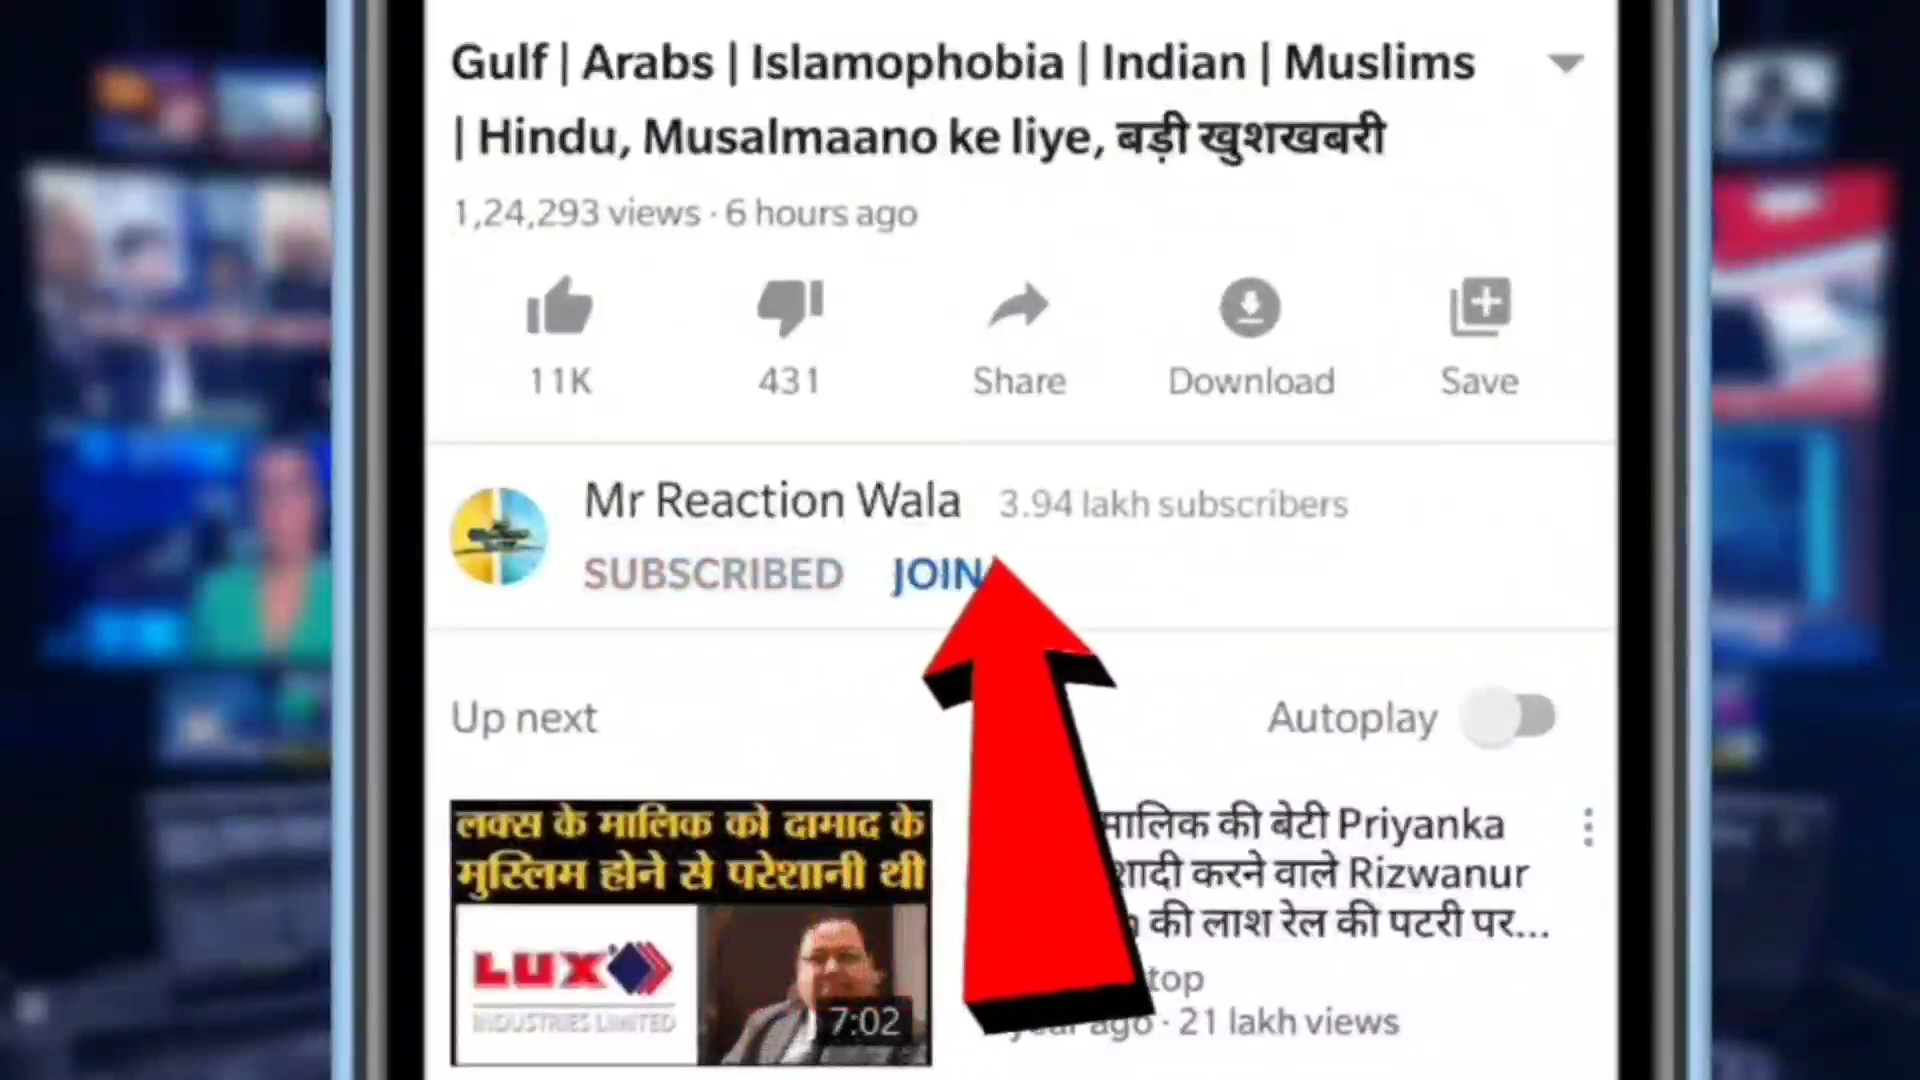 Gulf | Arabs | Islamophobia | Indian | Muslims
| Hindu, Musalmaano ke liye, बड़ी खुशखबरी
1,24,293 views · 6 hours ago
11K 431 Share Download Save
Mr Reaction Wala 3.94 lakh subscribers
SUBSCRIBED JOIN
Up next Autoplay
लक्स के मालिक को दामाद के
मुस्लिम होने से परेशानी थी
LUX
INDUSTRIES LIMITED
7:02
मालिक की बेटी Priyanka
शादी करने वाले Rizwanur
की लाश रेल की पटरी पर...
top
year ago · 21 lakh views